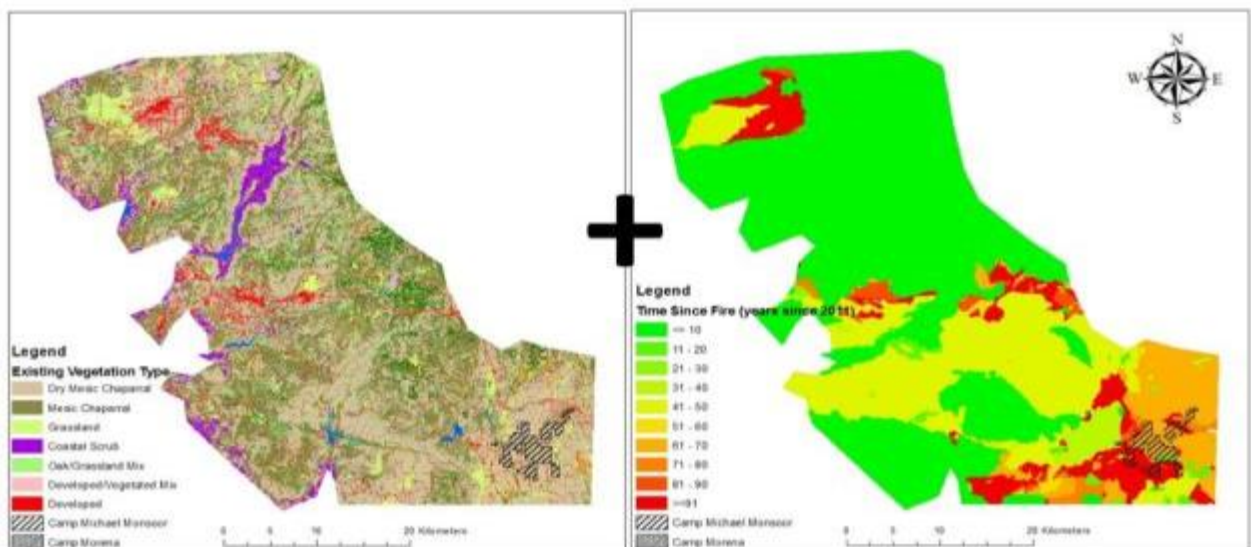 Legend
Existing Vegetation Type
Dry Mesic Chaparral
Mesic Chaparral
Grassland
Coastal Scrub
Oak/Grassland Mix
Developed/Vegetated Mix
Developed
Camp Michael Monsoor
Camp Morena
0 5 10 20 Kilometers
N
W E
S
Legend
Time Since Fire (years since 2011)
<= 10
11 - 20
21 - 30
31 - 40
41 - 50
51 - 60
61 - 70
71 - 80
81 - 90
>=91
Camp Michael Monsoor
Camp Morena
0 5 10 20 Kilometers